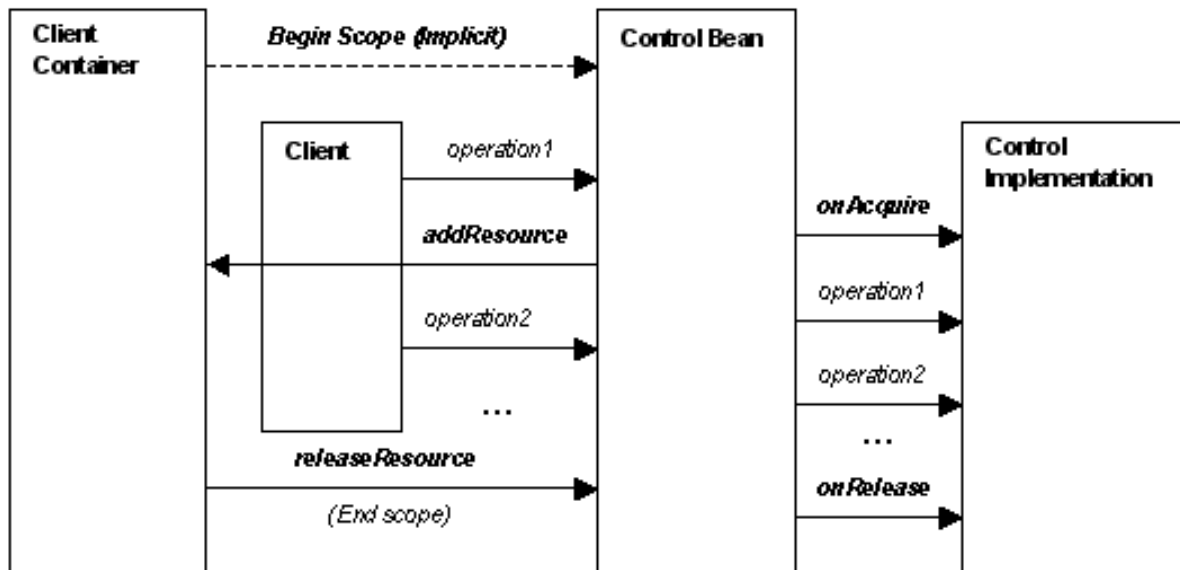 Client
Container
Begin Scope (Implicit)
Control Bean
Client
operation1
Control
Implementation
onAcquire
addResource
operation1
operation2
operation2
...
...
releaseResource
onRelease
(End scope)